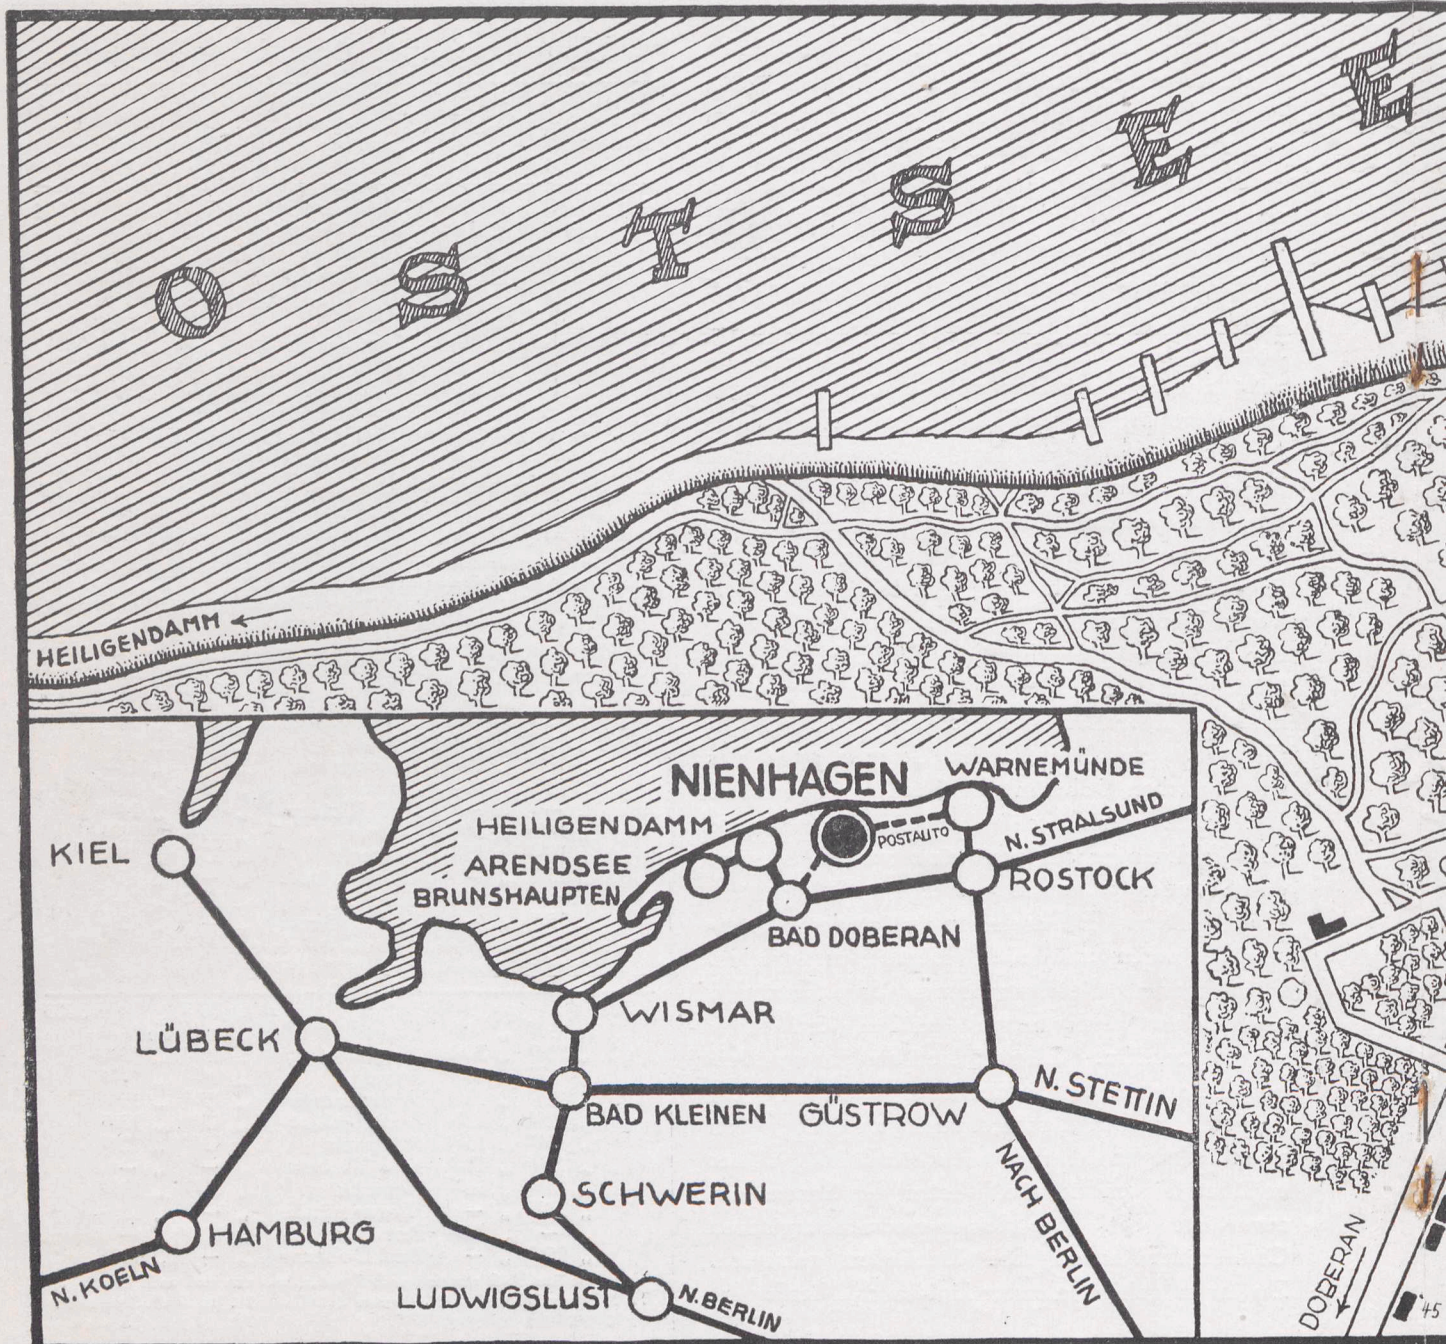 OSTSEE
HEILIGENDAMM
NIENHAGEN
WARNEMÜNDE
HEILIGENDAMM
POSTAUTO
N. STRALSUND
KIEL
ARENDSEE
BRUNSHAUPTEN
ROSTOCK
BAD DOBERAN
WISMAR
LÜBECK
N. STETTIN
BAD KLEINEN
GÜSTROW
NACH BERLIN
SCHWERIN
HAMBURG
N. KOELN
LUDWIGSLUST
N. BERLIN
DOBERAN
45